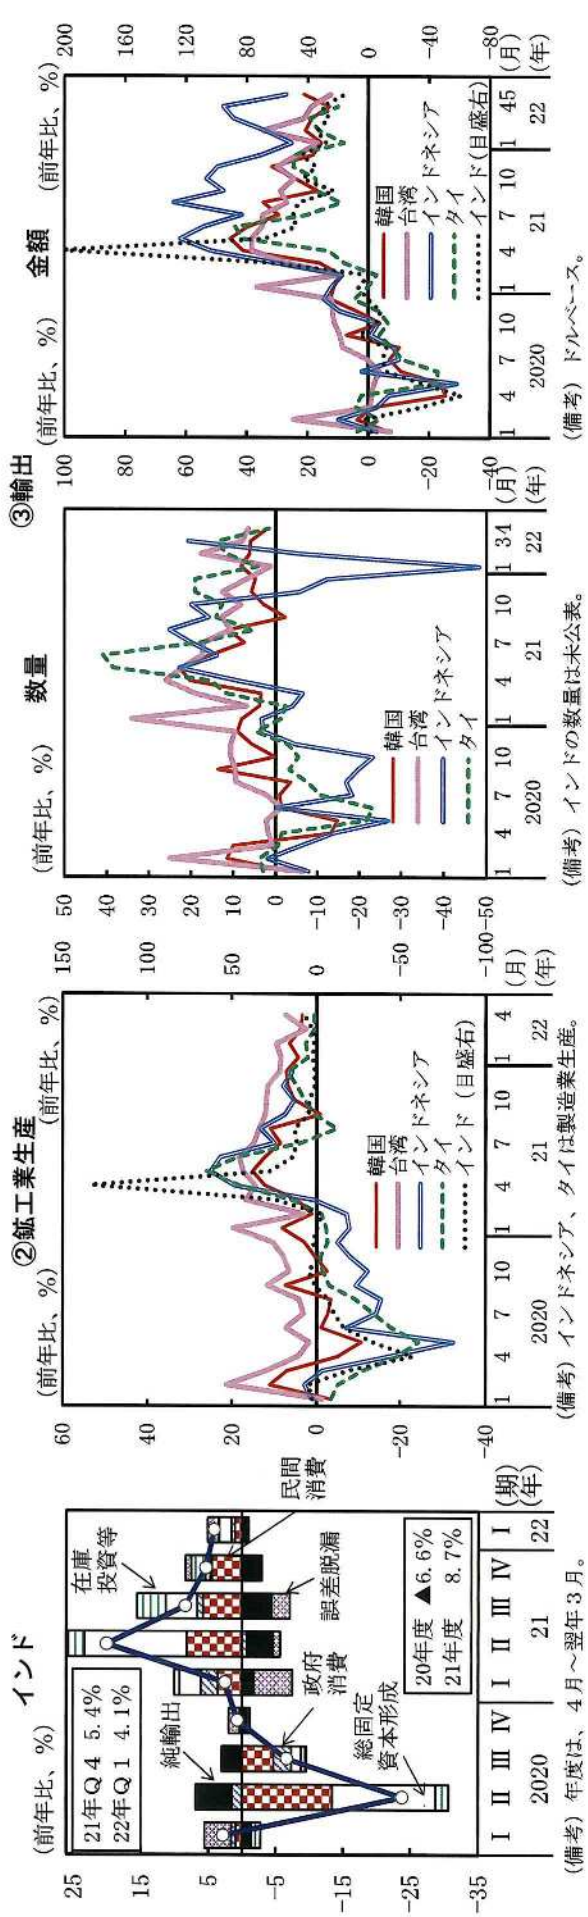 インド
(前年比、%)
25
15
5
-5
-15
-25
-35
21年Q4 5.4%
22年Q1 4.1%
純輸出
在庫
投資等
民間
消費
政府
消費
誤差脱漏
総固定
資本形成
20年度 ▲6.6%
21年度 8.7%
I II III IV I II III IV I (期)
2020 21 22 (年)
(備考) 年度は、4月~翌年3月。
②鉱工業生産
(前年比、%) (前年比、%)
60
40
20
0
-20
-40
150
100
50
0
-50
-100
韓国
台湾
インドネシア
タイ
インド (目盛右)
1 4 7 10 1 4 7 10 1 4 (月)
2020 21 22 (年)
(備考) インドネシア、タイは製造業生産。
③輸出
数量
(前年比、%)
50
40
30
20
10
0
-10
-20
-30
-40
-50
韓国
台湾
インドネシア
タイ
1 4 7 10 1 4 7 10 1 34 (月)
2020 21 22 (年)
(備考) インドの数量は未公表。
金額
(前年比、%) (前年比、%)
100
80
60
40
20
0
-20
-40
200
160
120
80
40
0
-40
-80
韓国
台湾
インドネシア
タイ
インド(目盛右)
1 4 7 10 1 4 7 10 1 45 (月)
2020 21 22 (年)
(備考) ドルベース。